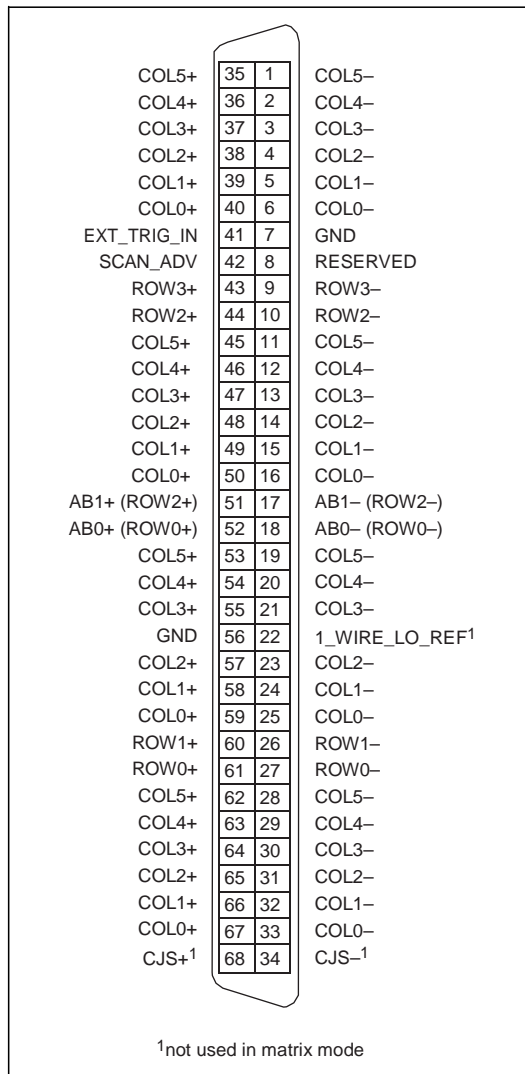 COL5+ 35 1 COL5–
COL4+ 36 2 COL4–
COL3+ 37 3 COL3–
COL2+ 38 4 COL2–
COL1+ 39 5 COL1–
COL0+ 40 6 COL0–
EXT_TRIG_IN 41 7 GND
SCAN_ADV 42 8 RESERVED
ROW3+ 43 9 ROW3–
ROW2+ 44 10 ROW2–
COL5+ 45 11 COL5–
COL4+ 46 12 COL4–
COL3+ 47 13 COL3–
COL2+ 48 14 COL2–
COL1+ 49 15 COL1–
COL0+ 50 16 COL0–
AB1+ (ROW2+) 51 17 AB1– (ROW2–)
AB0+ (ROW0+) 52 18 AB0– (ROW0–)
COL5+ 53 19 COL5–
COL4+ 54 20 COL4–
COL3+ 55 21 COL3–
GND 56 22 1_WIRE_LO_REF1
COL2+ 57 23 COL2–
COL1+ 58 24 COL1–
COL0+ 59 25 COL0–
ROW1+ 60 26 ROW1–
ROW0+ 61 27 ROW0–
COL5+ 62 28 COL5–
COL4+ 63 29 COL4–
COL3+ 64 30 COL3–
COL2+ 65 31 COL2–
COL1+ 66 32 COL1–
COL0+ 67 33 COL0–
CJS+1 68 34 CJS–1
1not used in matrix mode